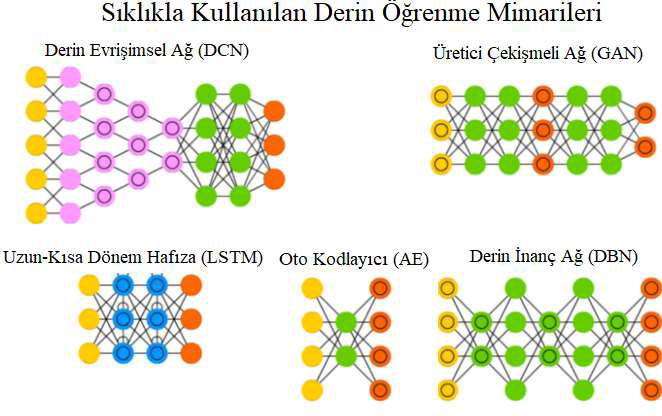 Sıklıkla Kullanılan Derin Öğrenme Mimarileri
Derin Evrişimsel Ağ (DCN)
Üretici Çekişmeli Ağ (GAN)
Uzun-Kısa Dönem Hafıza (LSTM)
Oto Kodlayıcı (AE)
Derin İnanç Ağ (DBN)